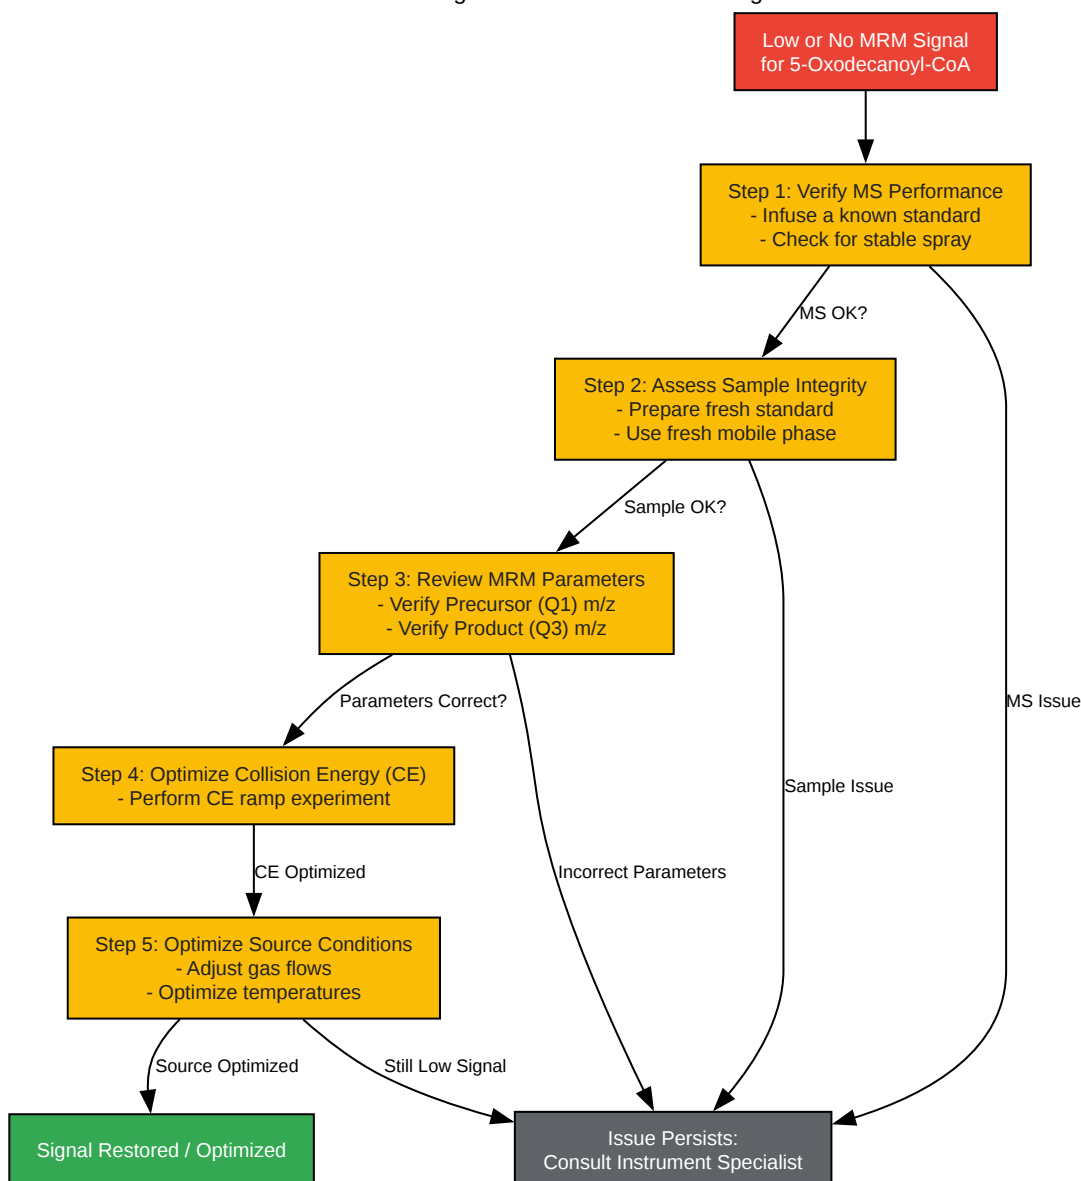 Low or No MRM Signal
for 5-Oxodecanoyl-CoA
Step 1: Verify MS Performance
- Infuse a known standard
- Check for stable spray
MS OK?
Step 2: Assess Sample Integrity
- Prepare fresh standard
- Use fresh mobile phase
Sample OK?
Step 3: Review MRM Parameters
- Verify Precursor (Q1) m/z
- Verify Product (Q3) m/z
Parameters Correct?
MS Issue
Step 4: Optimize Collision Energy (CE)
- Perform CE ramp experiment
Sample Issue
CE Optimized
Incorrect Parameters
Step 5: Optimize Source Conditions
- Adjust gas flows
- Optimize temperatures
Source Optimized
Still Low Signal
Signal Restored / Optimized
Issue Persists:
Consult Instrument Specialist